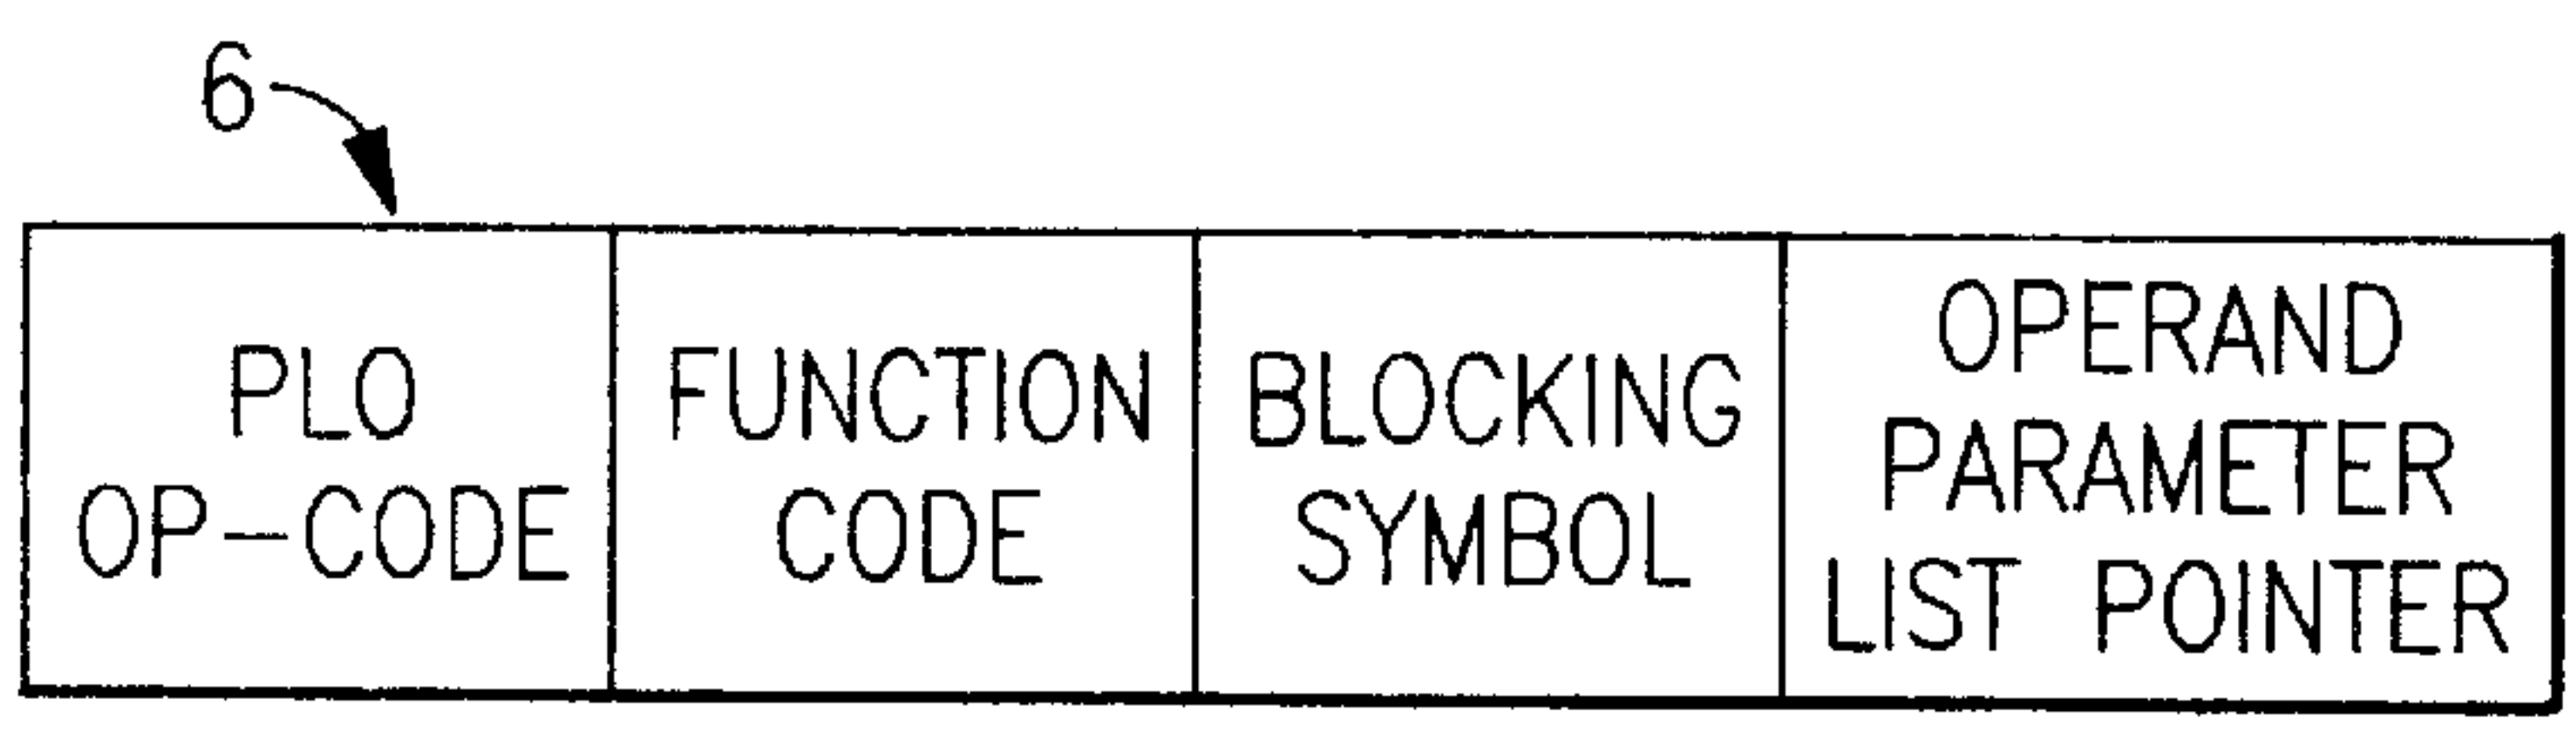 6
PLO
OP-CODE
FUNCTION
CODE
BLOCKING
SYMBOL
OPERAND
PARAMETER
LIST POINTER